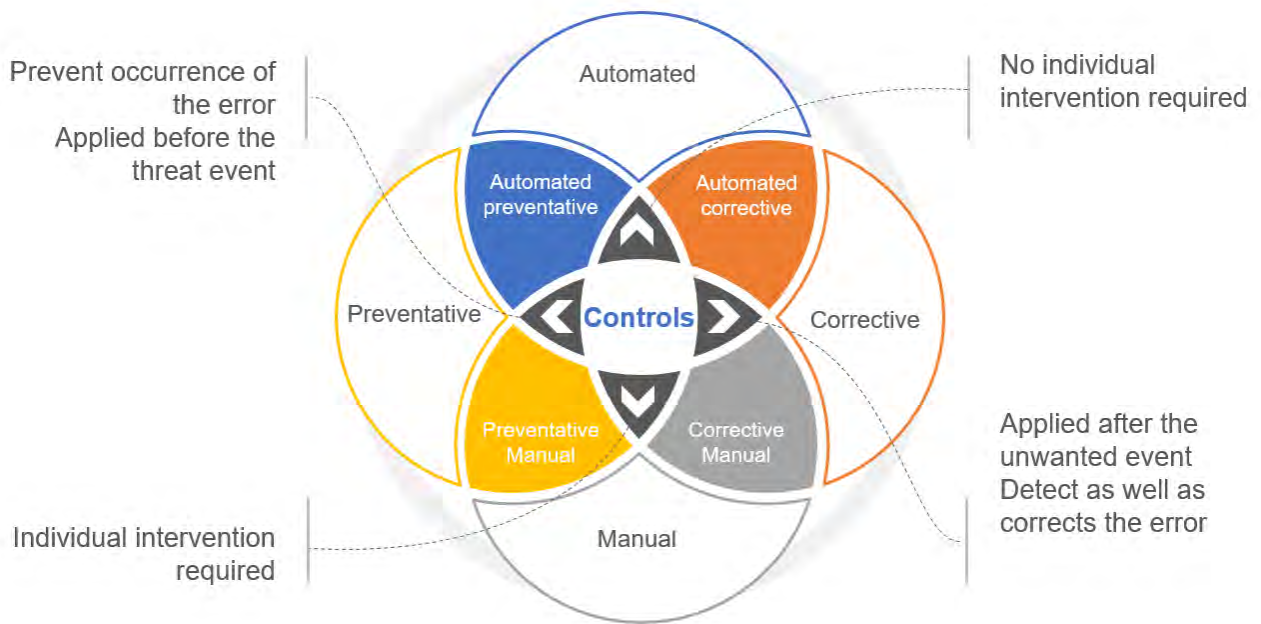 Automated
Prevent occurrence of
the error
Applied before the
threat event
No individual
intervention required
Automated
preventative
Automated
corrective
Preventative
Controls
Corrective
Preventative
Manual
Corrective
Manual
Applied after the
unwanted event
Detect as well as
corrects the error
Individual intervention
required
Manual